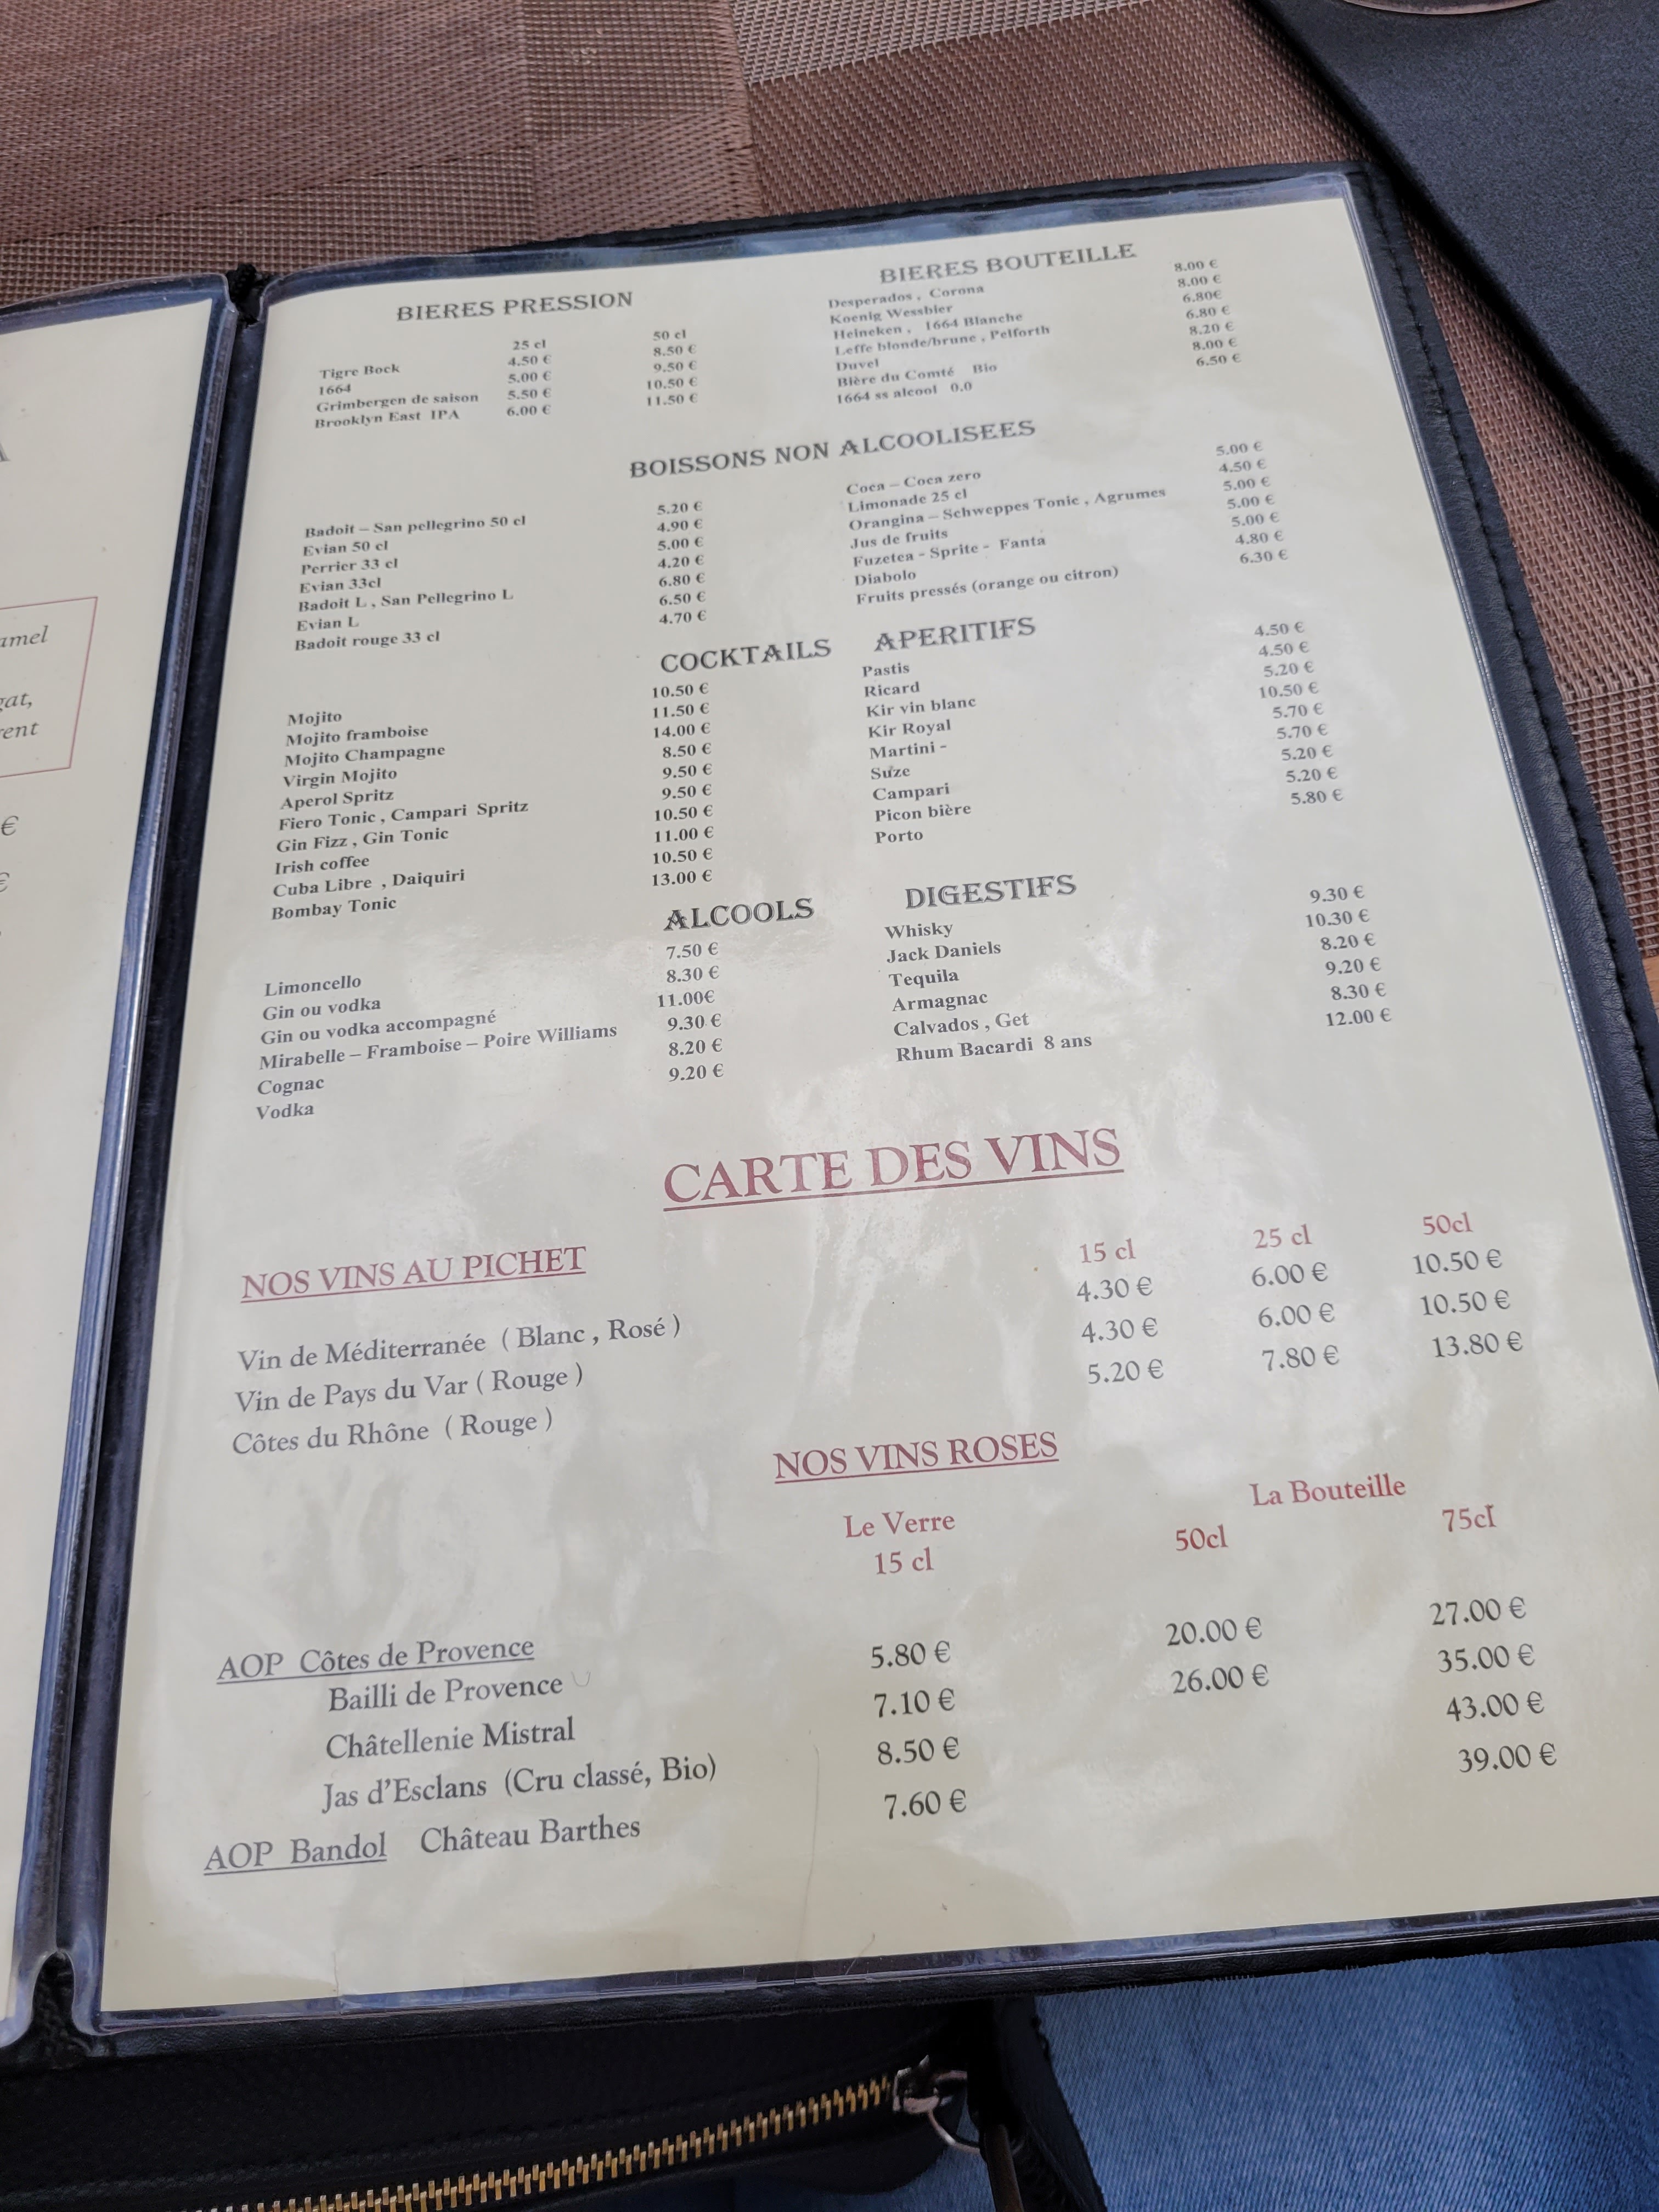 amel
gat,
rent
€
€
BIERES PRESSION
25 cl 50 cl
Tigre Bock 4.50 € 8.50 €
1664 5.00 € 9.50 €
Grimbergen de saison 5.50 € 10.50 €
Brooklyn East IPA 6.00 € 11.50 €
BIERES BOUTEILLE
Desperados , Corona 8.00 €
Koenig Wessbier 8.00 €
Heineken , 1664 Blanche 6.80€
Leffe blonde/brune , Pelforth 6.80 €
Duvel 8.20 €
Bière du Comté Bio 8.00 €
1664 ss alcool 0.0 6.50 €
BOISSONS NON ALCOOLISEES
Badoit – San pellegrino 50 cl 5.20 €
Evian 50 cl 4.90 €
Perrier 33 cl 5.00 €
Evian 33cl 4.20 €
Badoit L , San Pellegrino L 6.80 €
Evian L 6.50 €
Badoit rouge 33 cl 4.70 €
Coca – Coca zero 5.00 €
Limonade 25 cl 4.50 €
Orangina – Schweppes Tonic , Agrumes 5.00 €
Jus de fruits 5.00 €
Fuzetea - Sprite - Fanta 5.00 €
Diabolo 4.80 €
Fruits pressés (orange ou citron) 6.30 €
COCKTAILS
Mojito 10.50 €
Mojito framboise 11.50 €
Mojito Champagne 14.00 €
Virgin Mojito 8.50 €
Aperol Spritz 9.50 €
Fiero Tonic , Campari Spritz 9.50 €
Gin Fizz , Gin Tonic 10.50 €
Irish coffee 11.00 €
Cuba Libre , Daiquiri 10.50 €
Bombay Tonic 13.00 €
APERITIFS
Pastis 4.50 €
Ricard 4.50 €
Kir vin blanc 5.20 €
Kir Royal 10.50 €
Martini - 5.70 €
Suze 5.70 €
Campari 5.20 €
Picon bière 5.20 €
Porto 5.80 €
ALCOOLS
Limoncello 7.50 €
Gin ou vodka 8.30 €
Gin ou vodka accompagné 11.00€
Mirabelle – Framboise – Poire Williams 9.30 €
Cognac 8.20 €
Vodka 9.20 €
DIGESTIFS
Whisky 9.30 €
Jack Daniels 10.30 €
Tequila 8.20 €
Armagnac 9.20 €
Calvados , Get 8.30 €
Rhum Bacardi 8 ans 12.00 €
CARTE DES VINS
NOS VINS AU PICHET 15 cl 25 cl 50cl
Vin de Méditerranée ( Blanc , Rosé ) 4.30 € 6.00 € 10.50 €
Vin de Pays du Var ( Rouge ) 4.30 € 6.00 € 10.50 €
Côtes du Rhône ( Rouge ) 5.20 € 7.80 € 13.80 €
NOS VINS ROSES
Le Verre La Bouteille
15 cl 50cl 75cl
AOP Côtes de Provence
Bailli de Provence 5.80 € 20.00 € 27.00 €
Châtellenie Mistral 7.10 € 26.00 € 35.00 €
Jas d'Esclans (Cru classé, Bio) 8.50 € 43.00 €
AOP Bandol Château Barthes 7.60 € 39.00 €